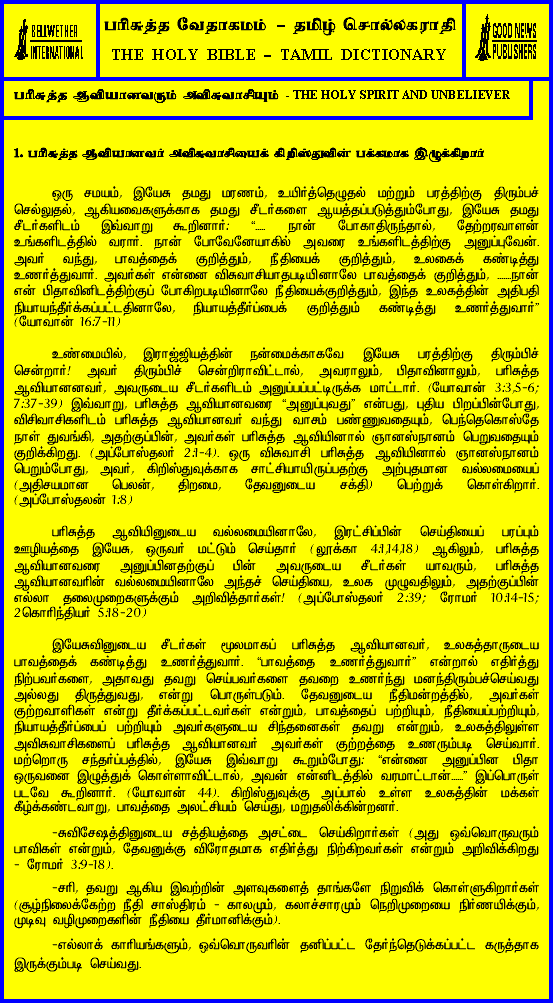 BELLWETHER
INTERNATIONAL
பரிசுத்த வேதாகமம் – தமிழ் சொல்லகராதி
THE HOLY BIBLE – TAMIL DICTIONARY
GOOD NEWS
PUBLISHERS
பரிசுத்த ஆவியானவரும் அவிசுவாசியும் - THE HOLY SPIRIT AND UNBELIEVER
1. பரிசுத்த ஆவியானவர் அவிசுவாசியைக் கிறிஸ்துவின் பக்கமாக இழுக்கிறார்
ஒரு சமயம், இயேசு தமது மரணம், உயிர்த்தெழுதல் மற்றும் பரத்திற்கு திரும்பச்
செல்லுதல், ஆகியவைகளுக்காக தமது சீடர்களை ஆயத்தப்படுத்தும்போது, இயேசு தமது
சீடர்களிடம் இவ்வாறு கூறினார்: “..... நான் போகாதிருந்தால், தேற்றரவாளன்
உங்களிடத்தில் வரார். நான் போவேனேயாகில் அவரை உங்களிடத்திற்கு அனுப்புவேன்.
அவர் வந்து, பாவத்தைக் குறித்தும், நீதியைக் குறித்தும், உலகைக் கண்டித்து
உணர்த்துவார். அவர்கள் என்னை விசுவாசியாதபடியினாலே பாவத்தைக் குறித்தும், .......நான்
என் பிதாவினிடத்திற்குப் போகிறபடியினாலே நீதியைக்குறித்தும், இந்த உலகத்தின் அதிபதி
நியாயந்தீர்க்கப்பட்டதினாலே, நியாயத்தீர்ப்பைக் குறித்தும் கண்டித்து உணர்த்துவார்”
(யோவான் 16:7-11)
உண்மையில், இராஜ்ஜியத்தின் நன்மைக்காகவே இயேசு பரத்திற்கு திரும்பிச்
சென்றார்! அவர் திரும்பிச் சென்றிராவிட்டால், அவராலும், பிதாவினாலும், பரிசுத்த
ஆவியானனவர், அவருடைய சீடர்களிடம் அனுப்பப்பட்டிருக்க மாட்டார். (யோவான் 3:3,5-6;
7:37-39) இவ்வாறு, பரிசுத்த ஆவியானவரை “அனுப்புவது” என்பது, புதிய பிறப்பின்போது,
விசிவாசிகளிடம் பரிசுத்த ஆவியானவர் வந்து வாசம் பண்ணுவதையும், பெந்தெகொஸ்தே
நாள் துவங்கி, அதற்குப்பின், அவர்கள் பரிசுத்த ஆவியினால் ஞானஸ்நானம் பெறுவதையும்
குறிக்கிறது. (அப்போஸ்தலர் 2:1-4). ஒரு விசுவாசி பரிசுத்த ஆவியினால் ஞானஸ்நானம்
பெறும்போது, அவர், கிறிஸ்துவுக்காக சாட்சியாயிருப்பதற்கு அற்புதமான வல்லமையைப்
(அதிசயமான பெலன், திறமை, தேவனுடைய சக்தி) பெற்றுக் கொள்கிறார்.
(அப்போஸ்தலன் 1:8)
பரிசுத்த ஆவியினுடைய வல்லமையினாலே, இரட்சிப்பின் செய்தியைப் பரப்பும்
ஊழியத்தை இயேசு, ஒருவர் மட்டும் செய்தார் (லூக்கா 4:1,14,18) ஆகிலும், பரிசுத்த
ஆவியானவரை அனுப்பினதற்குப் பின் அவருடைய சீடர்கள் யாவரும், பரிசுத்த
ஆவியானவரின் வல்லமையினாலே அந்தச் செய்தியை, உலக முழுவதிலும், அதற்குப்பின்
எல்லா தலைமுறைகளுக்கும் அறிவித்தார்கள்! (அப்போஸ்தலர் 2:39; ரோமர் 10:14-15;
2கொரிந்தியர் 5:18-20)
இயேசுவினுடைய சீடர்கள் மூலமாகப் பரிசுத்த ஆவியானவர், உலகத்தாருடைய
பாவத்தைக் கண்டித்து உணர்த்துவார். “பாவத்தை உணர்த்துவார்” என்றால் எதிர்த்து
நிற்பவர்களை, அதாவது தவறு செய்பவர்களை தவறை உணர்ந்து மனந்திரும்பச்செய்வது
அல்லது திருத்துவது, என்று பொருள்படும். தேவனுடைய நீதிமன்றத்தில், அவர்கள்
குற்றவாளிகள் என்று தீர்க்கப்பட்டவர்கள் என்றும், பாவத்தைப் பற்றியும், நீதியைப்பற்றியும்,
நியாயத்தீர்ப்பைப் பற்றியும் அவர்களுடைய சிந்தனைகள் தவறு என்றும், உலகத்திலுள்ள
அவிசுவாசிகளைப் பரிசுத்த ஆவியானவர் அவர்கள் குற்றத்தை உணரும்படி செய்வார்.
மற்றொரு சந்தர்ப்பத்தில், இயேசு இவ்வாறு கூறும்போது: “என்னை அனுப்பின பிதா
ஒருவனை இழுத்துக் கொள்ளாவிட்டால், அவன் என்னிடத்தில் வரமாட்டான்......” இப்பொருள்
படவே கூறினார். (யோவான் 44). கிறிஸ்துவுக்கு அப்பால் உள்ள உலகத்தின் மக்கள்
கீழ்க்கண்டவாறு, பாவத்தை அலட்சியம் செய்து, மறுதலிக்கின்றனர்.
-சுவிசேஷத்தினுடைய சத்தியத்தை அசட்டை செய்கிறார்கள் (அது ஒவ்வொருவரும்
பாவிகள் என்றும், தேவனுக்கு விரோதமாக எதிர்த்து நிற்கிறவர்கள் என்றும் அறிவிக்கிறது
– ரோமர் 3:9-18).
-சரி, தவறு ஆகிய இவற்றின் அளவுகளைத் தாங்களே நிறுவிக் கொள்ளுகிறார்கள்
(சூழ்நிலைக்கேற்ற நீதி சாஸ்திரம் – காலமும், கலாச்சாரமும் நெறிமுறையை நிர்ணயிக்கும்,
முடிவு வழிமுறைகளின் நீதியை தீர்மானிக்கும்).
-எல்லாக் காரியங்களும், ஒவ்வொருவரின் தனிப்பட்ட தேர்ந்தெடுக்கப்பட்ட கருத்தாக
இருக்கும்படி செய்வது.